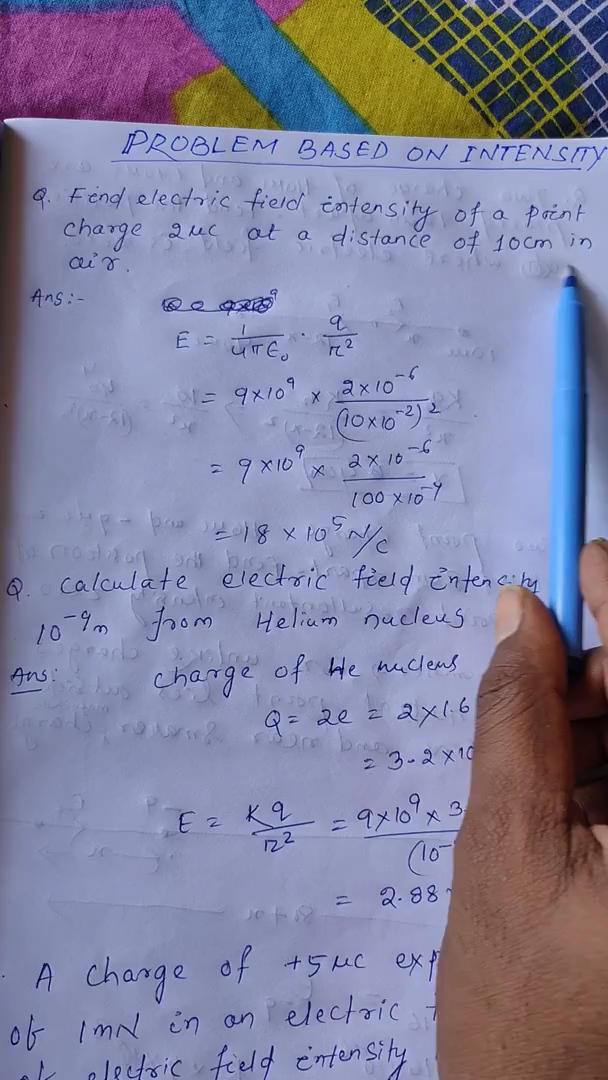 PROBLEM BASED ON INTENSITY
Q. Find electric field intensity of a point
charge 2μc at a distance of 10cm in
air.
Ans:-
E = 1/4πε₀ · q/r²
= 9×10⁹ × 2×10⁻⁶/(10×10⁻²)²
= 9×10⁹ × 2×10⁻⁶/100×10⁻⁴
= 18 × 10⁵ N/c
Q. Calculate electric field intensity
10⁻⁹m from Helium nucleus
Ans: charge of He nucleus
Q = 2e = 2×1.6
= 3.2×10
E = Kq/r² = 9×10⁹ × 3/(10⁻
= 2.88
A charge of +5μc exp
of 1mN in an electric
electric field intensity